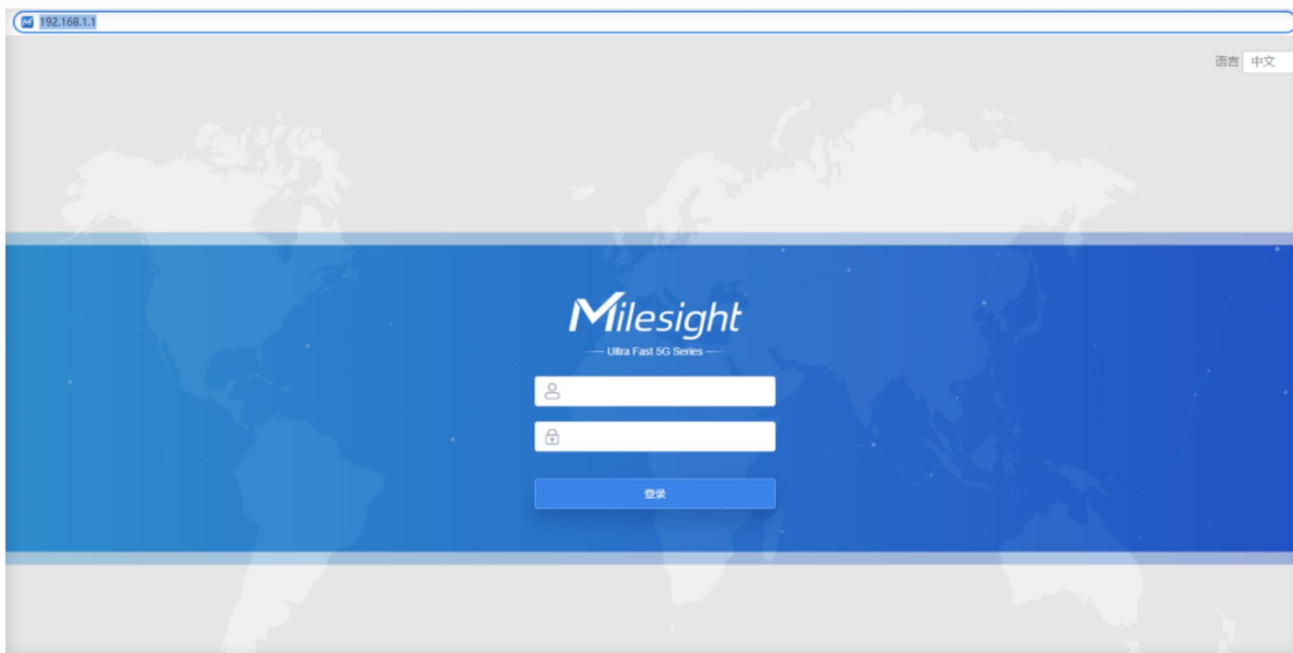 192.168.1.1
语言 中文
Milesight
Ultra Fast 5G Series
登录